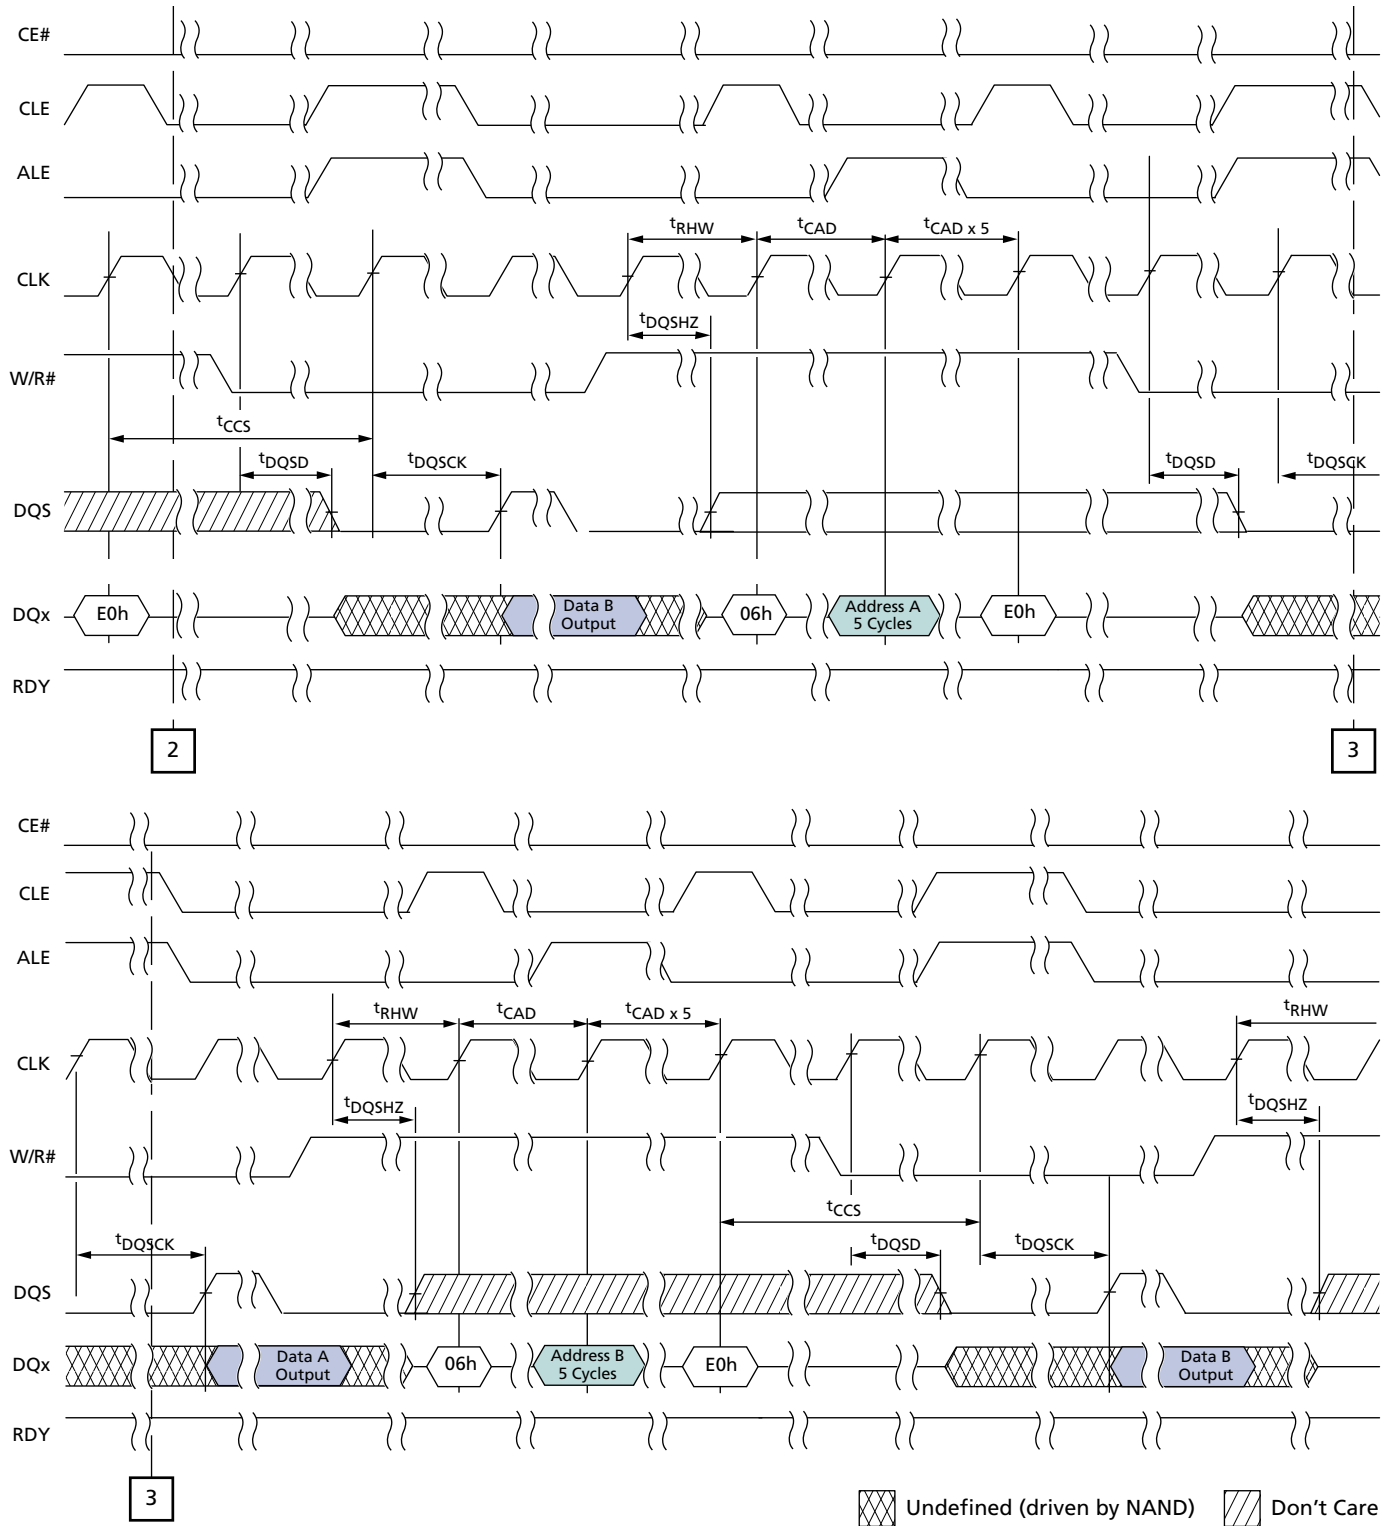 CE#
CLE
ALE
tRHW tCAD tCAD x 5
CLK
tDQSHZ
W/R#
tCCS
tDQSD tDQSCK tDQSD tDQSCK
DQS
DQx E0h Data B Output 06h Address A 5 Cycles E0h
RDY
2 3
CE#
CLE
ALE
tRHW tCAD tCAD x 5 tRHW
CLK
tDQSHZ tDQSHZ
W/R#
tCCS
tDQSCK tDQSD tDQSCK
DQS
DQx Data A Output 06h Address B 5 Cycles E0h Data B Output
RDY
3
Undefined (driven by NAND) Don't Care